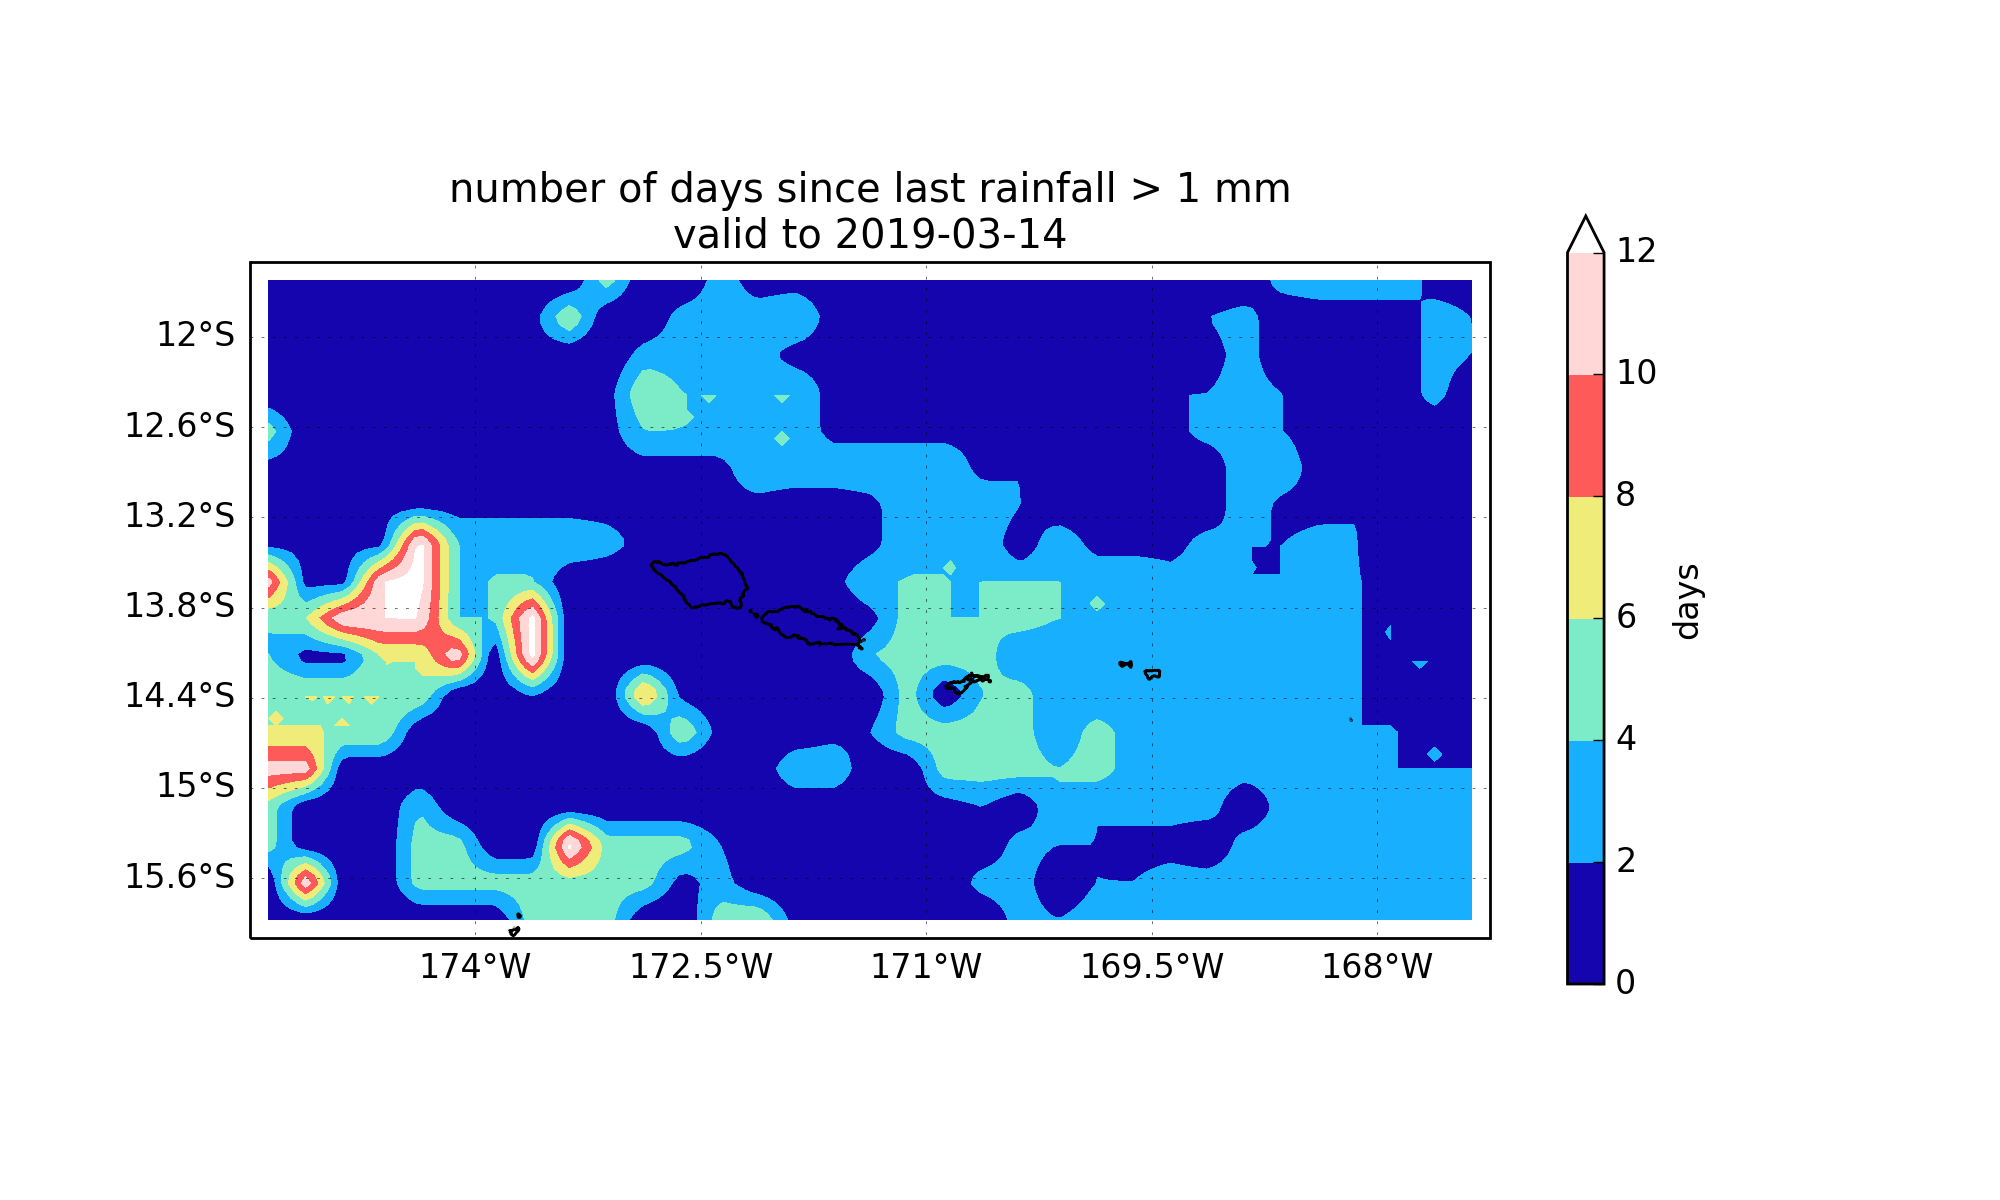 number of days since last rainfall > 1 mm
valid to 2019-03-14
12°S
12.6°S
13.2°S
13.8°S
14.4°S
15°S
15.6°S
174°W
172.5°W
171°W
169.5°W
168°W
12
10
8
6
4
2
0
days